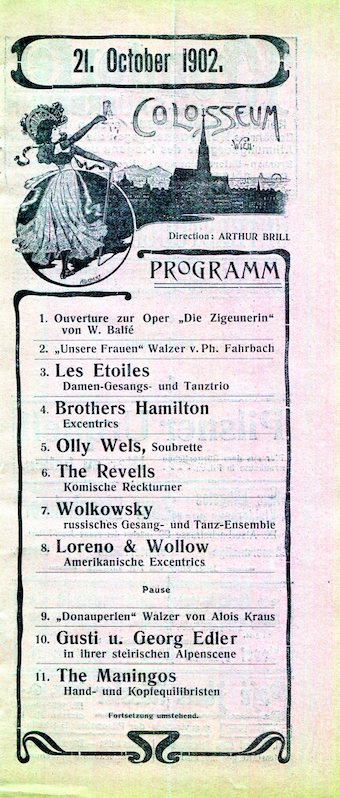 21. October 1902.
COLOSSEUM
Wien
Direction: ARTHUR BRILL
PROGRAMM
1. Ouverture zur Oper „Die Zigeunerin“
von W. Balfé
2. „Unsere Frauen“ Walzer v. Ph. Fahrbach
3. Les Etoiles
Damen-Gesangs- und Tanztrio
4. Brothers Hamilton
Excentrics
5. Olly Wels, Soubrette
6. The Revells
Komische Reckturner
7. Wolkowsky
russisches Gesang- und Tanz-Ensemble
8. Loreno & Wollow
Amerikanische Excentrics
Pause
9. „Donauperlen“ Walzer von Alois Kraus
10. Gusti u. Georg Edler
in ihrer steirischen Alpenscene
11. The Maningos
Hand- und Kopfequilibristen
Fortsetzung umstehend.